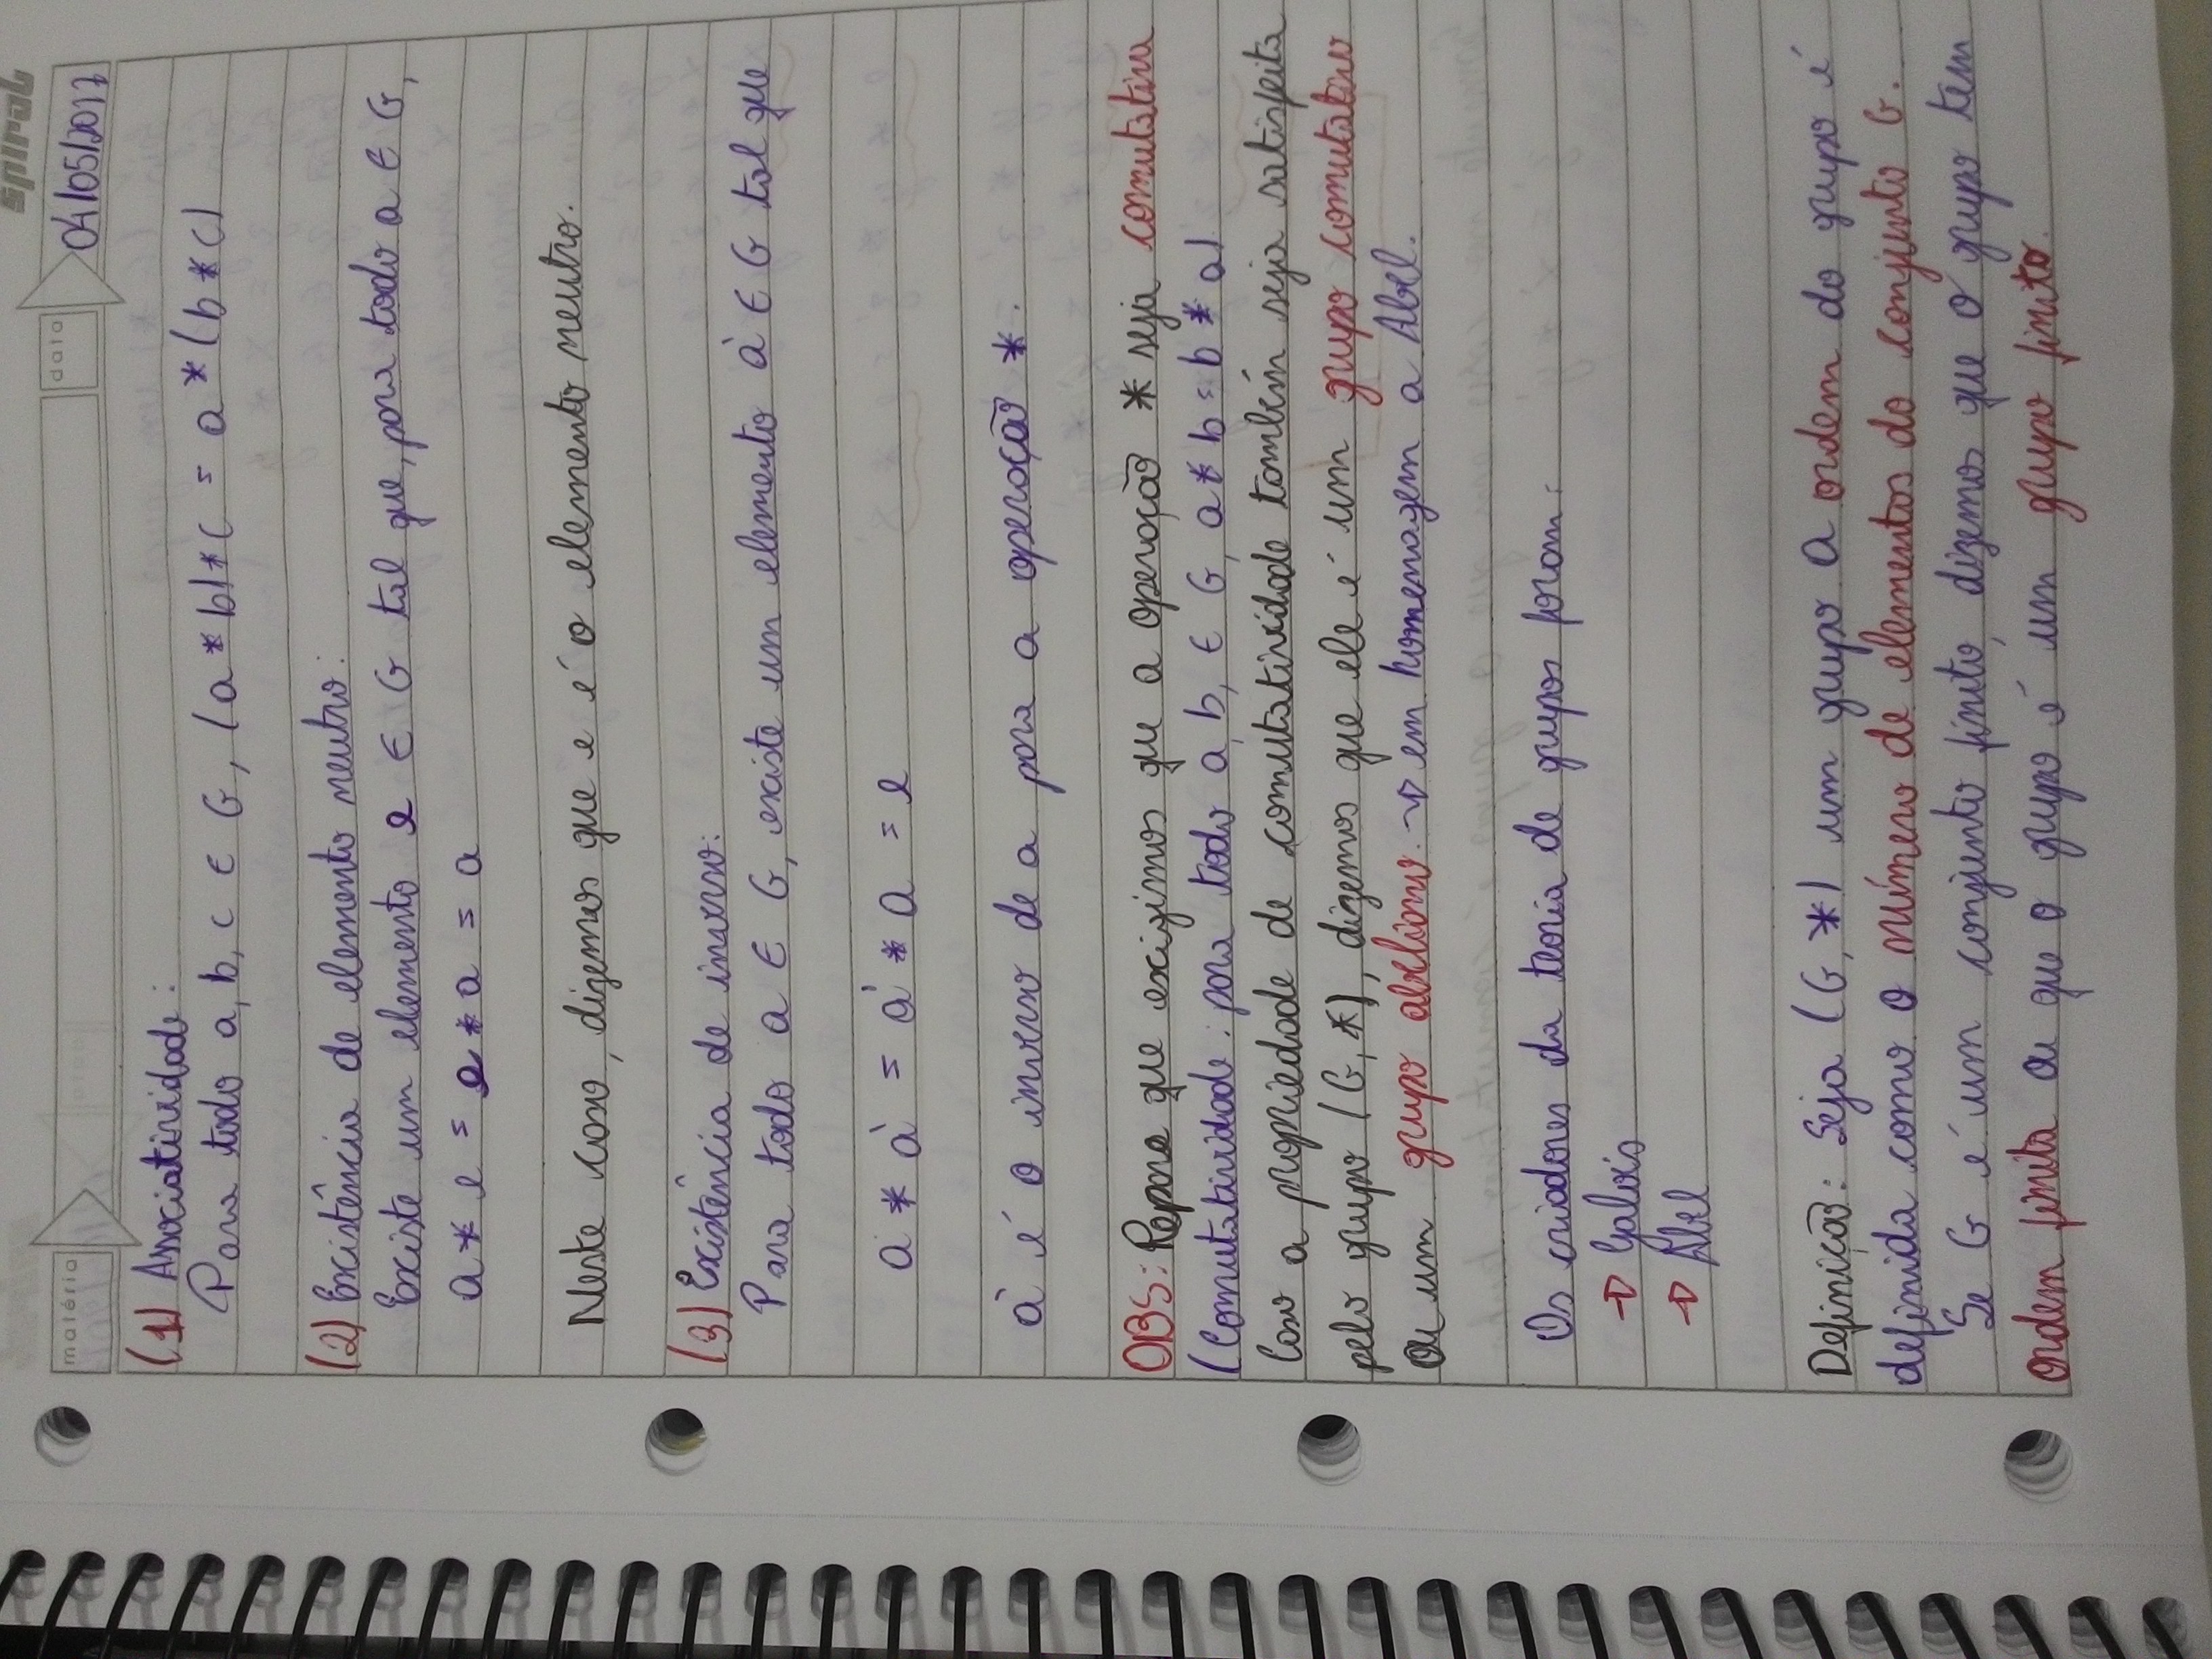 spiral
matéria
data
04/05/2017
(1) Associatividade:
Para todo a, b, c ∈ G, (a * b) * c = a * (b * c)
(2) Existência de elemento neutro:
Existe um elemento e ∈ G tal que, para todo a ∈ G,
a * e = e * a = a
Neste caso, dizemos que e é o elemento neutro.
(3) Existência de inverso:
Para todo a ∈ G, existe um elemento a' ∈ G tal que
a * a' = a' * a = e
a' é o inverso de a para a operação *.
OBS: Repare que exigimos que a operação * seja comutativa
(Comutatividade: para todo a, b, ∈ G, a * b = b * a)
Caso a propriedade de comutatividade também seja satisfeita
pelo grupo (G, *), dizemos que ele é um grupo comutativo
ou um grupo abeliano. → em homenagem a Abel.
Os criadores da teoria de grupos foram:
→ Galois
→ Abel
Definição: Seja (G, *) um grupo a ordem do grupo é
definida como o número de elementos do conjunto G.
Se G é um conjunto finito, dizemos que o grupo tem
ordem finita ou que o grupo é um grupo finito.